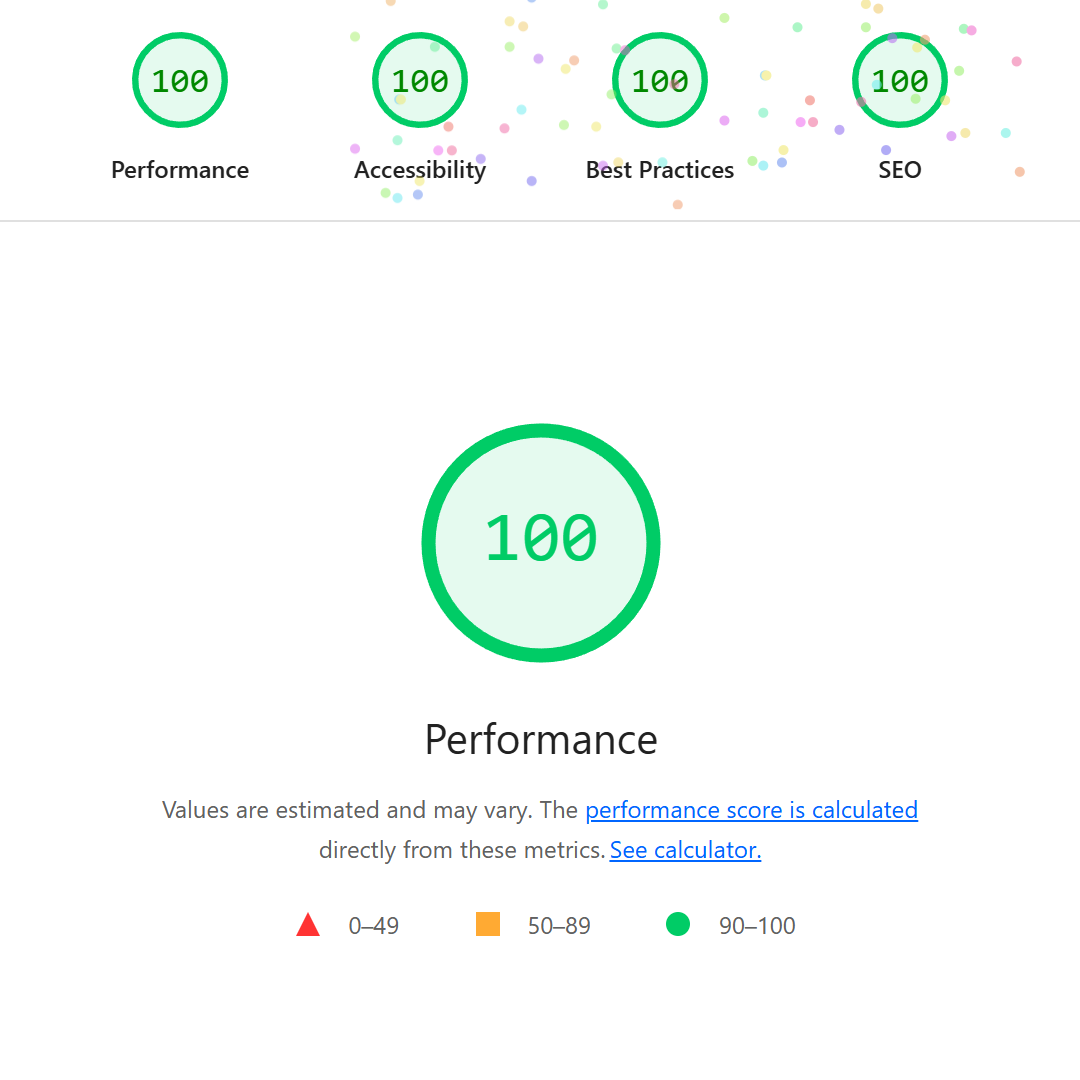 100 100 100 100
Performance Accessibility Best Practices SEO
100
Performance
Values are estimated and may vary. The performance score is calculated
directly from these metrics. See calculator.
0–49 50–89 90–100